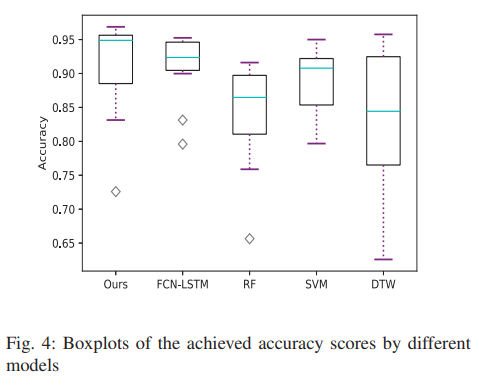 0.95
0.90
0.85
0.80
0.75
0.70
0.65
Accuracy
Ours FCN-LSTM RF SVM DTW
Fig. 4: Boxplots of the achieved accuracy scores by different
models